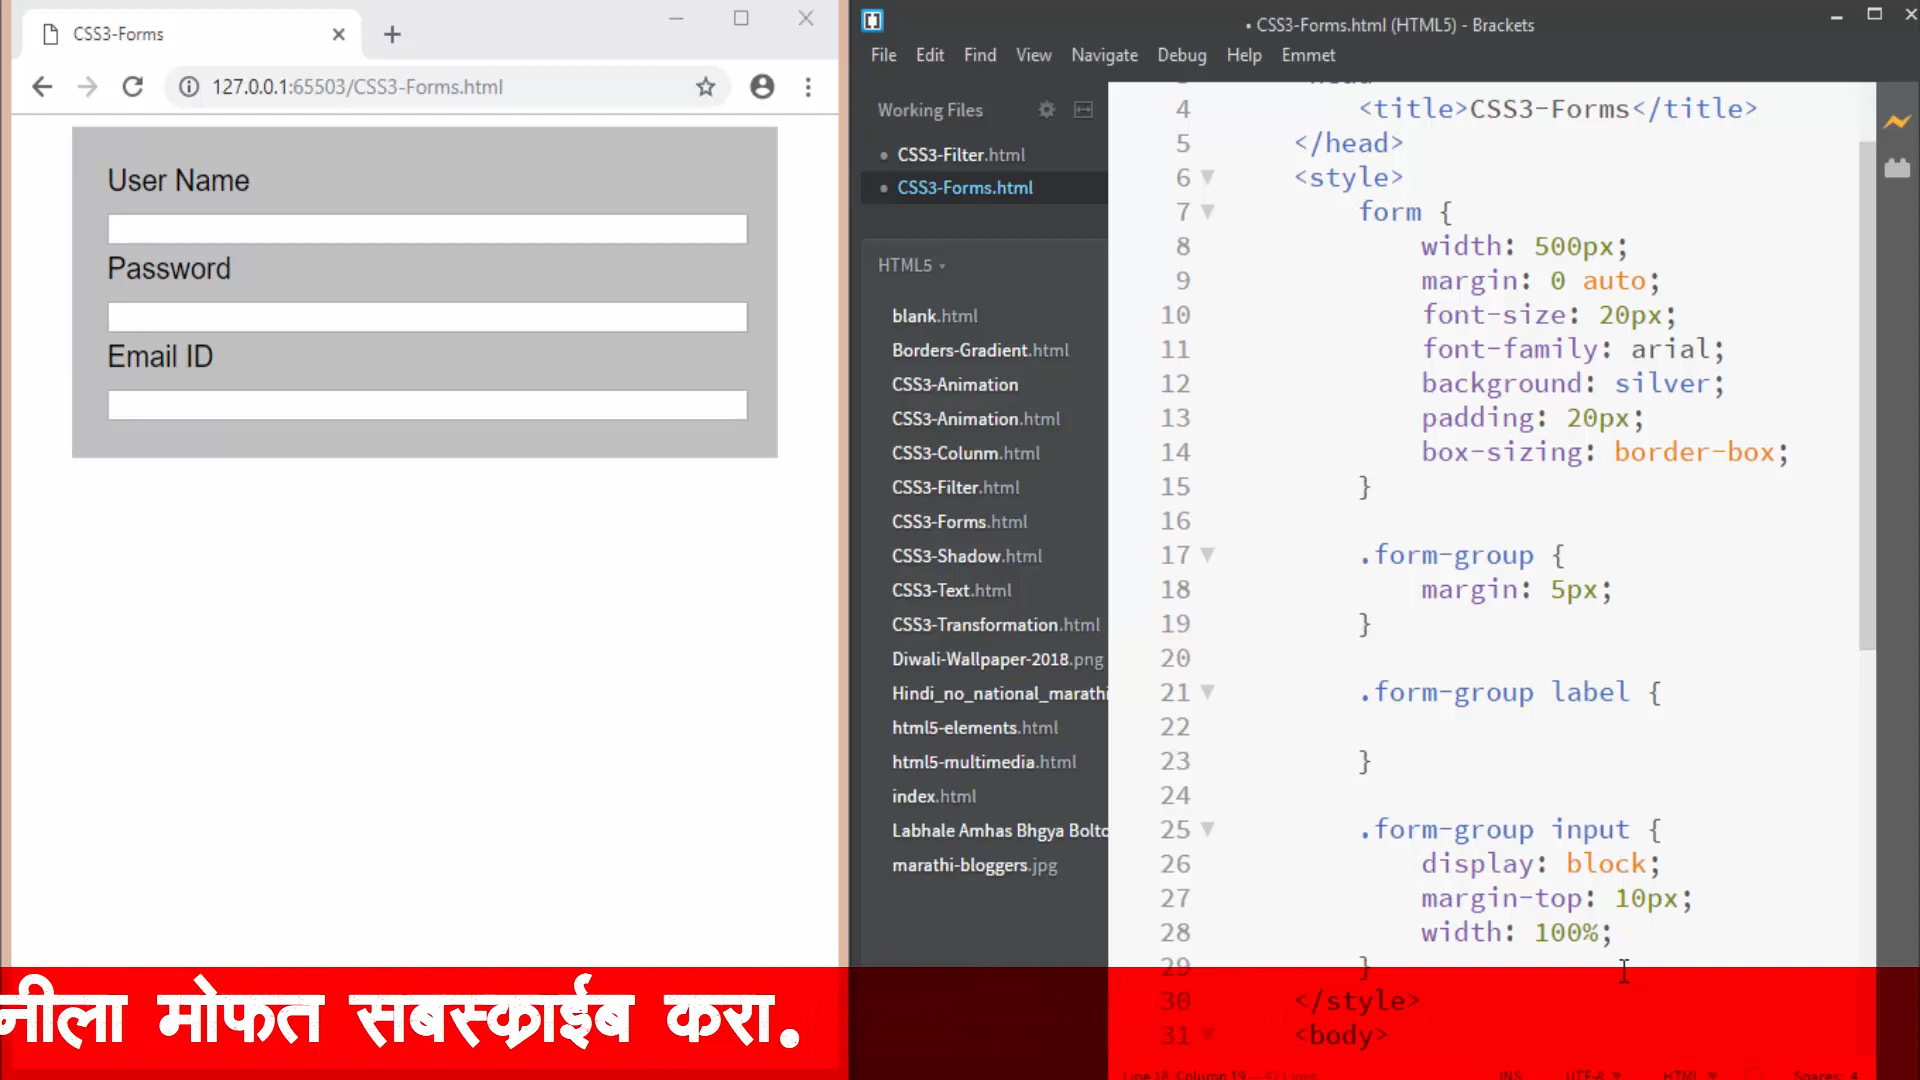 CSS3-Forms
127.0.0.1:65503/CSS3-Forms.html
User Name
Password
Email ID
• CSS3-Forms.html (HTML5) - Brackets
File Edit Find View Navigate Debug Help Emmet
Working Files
CSS3-Filter.html
CSS3-Forms.html
HTML5
blank.html
Borders-Gradient.html
CSS3-Animation
CSS3-Animation.html
CSS3-Colunm.html
CSS3-Filter.html
CSS3-Forms.html
CSS3-Shadow.html
CSS3-Text.html
CSS3-Transformation.html
Diwali-Wallpaper-2018.png
Hindi_no_national_marathi
html5-elements.html
html5-multimedia.html
index.html
Labhale Amhas Bhgya Bolto
marathi-bloggers.jpg
4 <title>CSS3-Forms</title>
5 </head>
6 <style>
7 form {
8 width: 500px;
9 margin: 0 auto;
10 font-size: 20px;
11 font-family: arial;
12 background: silver;
13 padding: 20px;
14 box-sizing: border-box;
15 }
16
17 .form-group {
18 margin: 5px;
19 }
20
21 .form-group label {
22
23 }
24
25 .form-group input {
26 display: block;
27 margin-top: 10px;
28 width: 100%;
29 }
30 </style>
31 <body>
नीला मोफत सबस्क्राईब करा.